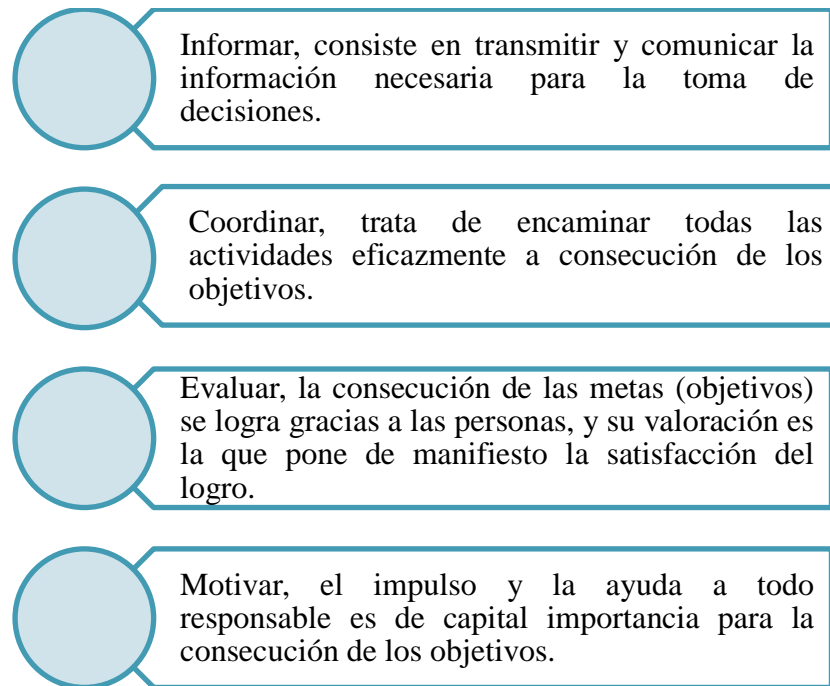 Informar, consiste en transmitir y comunicar la
información necesaria para la toma de
decisiones.
Coordinar, trata de encaminar todas las
actividades eficazmente a consecución de los
objetivos.
Evaluar, la consecución de las metas (objetivos)
se logra gracias a las personas, y su valoración es
la que pone de manifiesto la satisfacción del
logro.
Motivar, el impulso y la ayuda a todo
responsable es de capital importancia para la
consecución de los objetivos.